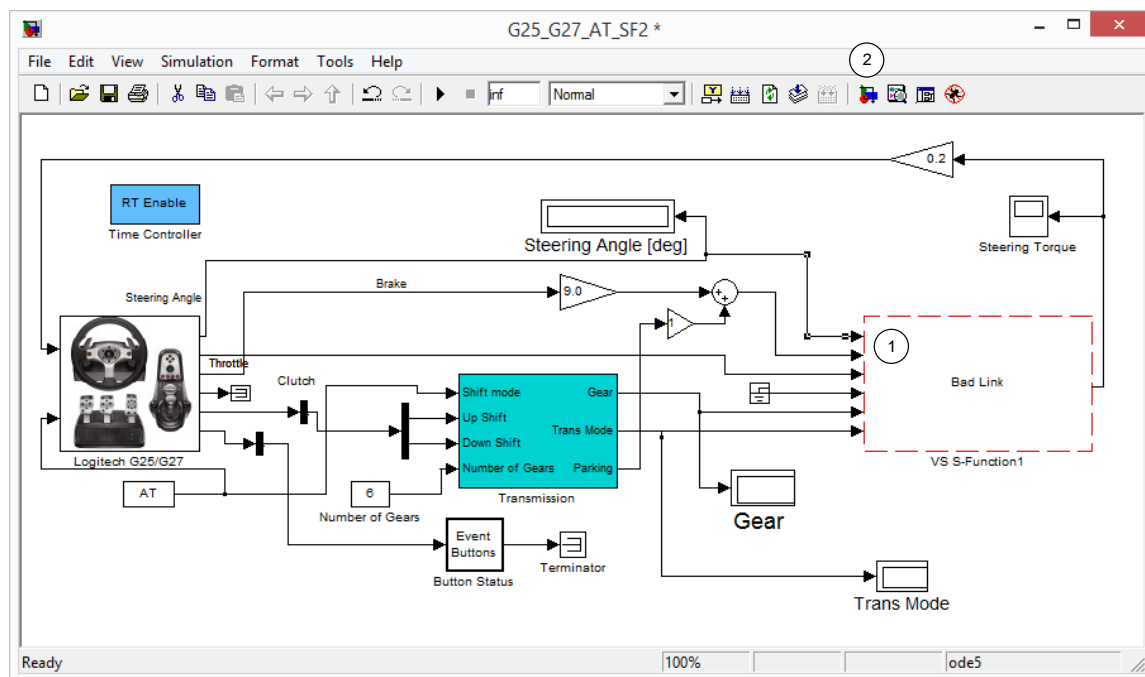 G25_G27_AT_SF2 *
File Edit View Simulation Format Tools Help
2
inf Normal
0.2
RT Enable
Time Controller
Steering Angle [deg]
Steering Torque
Brake
9.0
Steering Angle
1
1
Throttle
Clutch
Bad Link
Shift mode Gear
Up Shift
Trans Mode
Down Shift
Number of Gears Parking
Logitech G25/G27
VS S-Function1
AT
6
Transmission
Number of Gears
Gear
Event
Buttons
Button Status
Terminator
Trans Mode
Ready 100% ode5